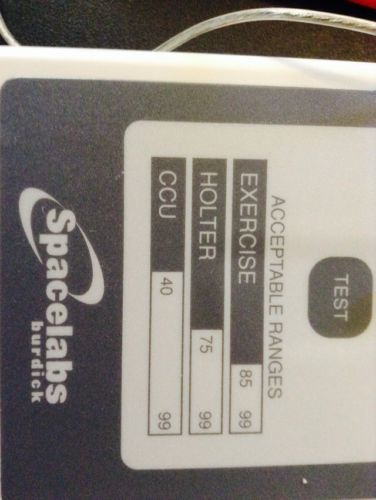 TEST
ACCEPTABLE RANGES
EXERCISE 85 99
HOLTER 75 99
CCU 40 99
Spacelabs
burdick